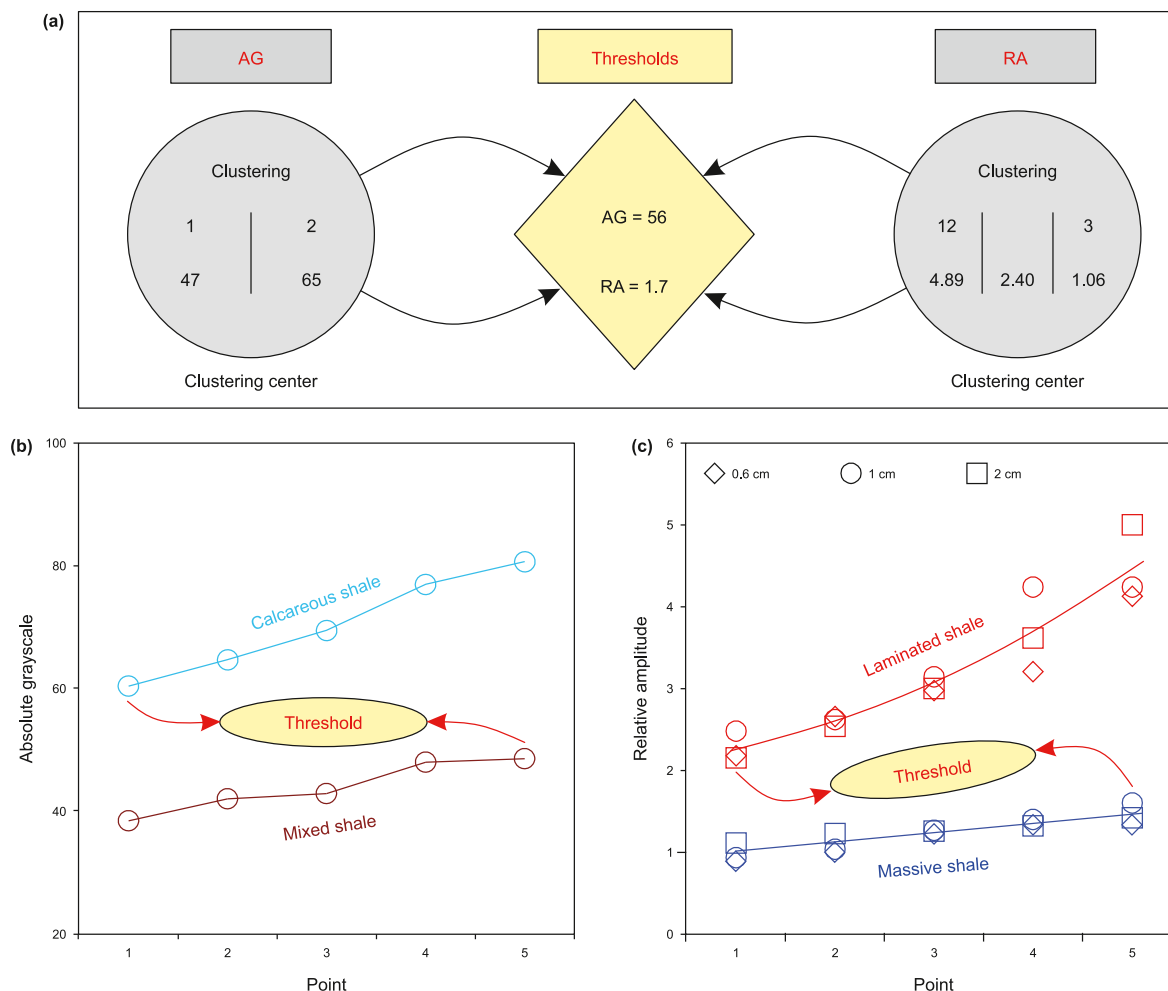 (a)
AG
Thresholds
RA
Clustering
1 2
47 65
Clustering center
AG = 56
RA = 1.7
Clustering
12 3
4.89 2.40 1.06
Clustering center
(b)
Absolute grayscale
100
80
60
40
20
Calcareous shale
Threshold
Mixed shale
1 2 3 4 5
Point
(c)
Relative amplitude
6
5
4
3
2
1
0
0.6 cm 1 cm 2 cm
Laminated shale
Threshold
Massive shale
1 2 3 4 5
Point